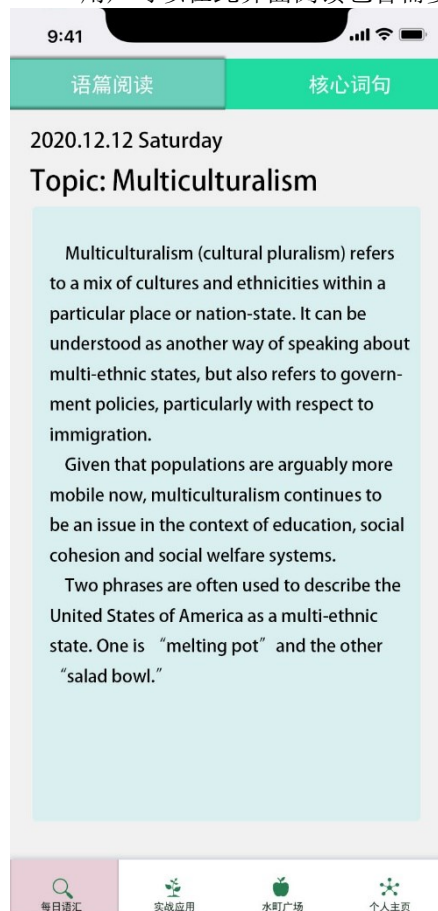 9:41
语篇阅读
核心词句
2020.12.12 Saturday
Topic: Multiculturalism
Multiculturalism (cultural pluralism) refers
to a mix of cultures and ethnicities within a
particular place or nation-state. It can be
understood as another way of speaking about
multi-ethnic states, but also refers to govern-
ment policies, particularly with respect to
immigration.
Given that populations are arguably more
mobile now, multiculturalism continues to
be an issue in the context of education, social
cohesion and social welfare systems.
Two phrases are often used to describe the
United States of America as a multi-ethnic
state. One is “melting pot” and the other
“salad bowl.”
每日语汇
实战应用
水町广场
个人主页